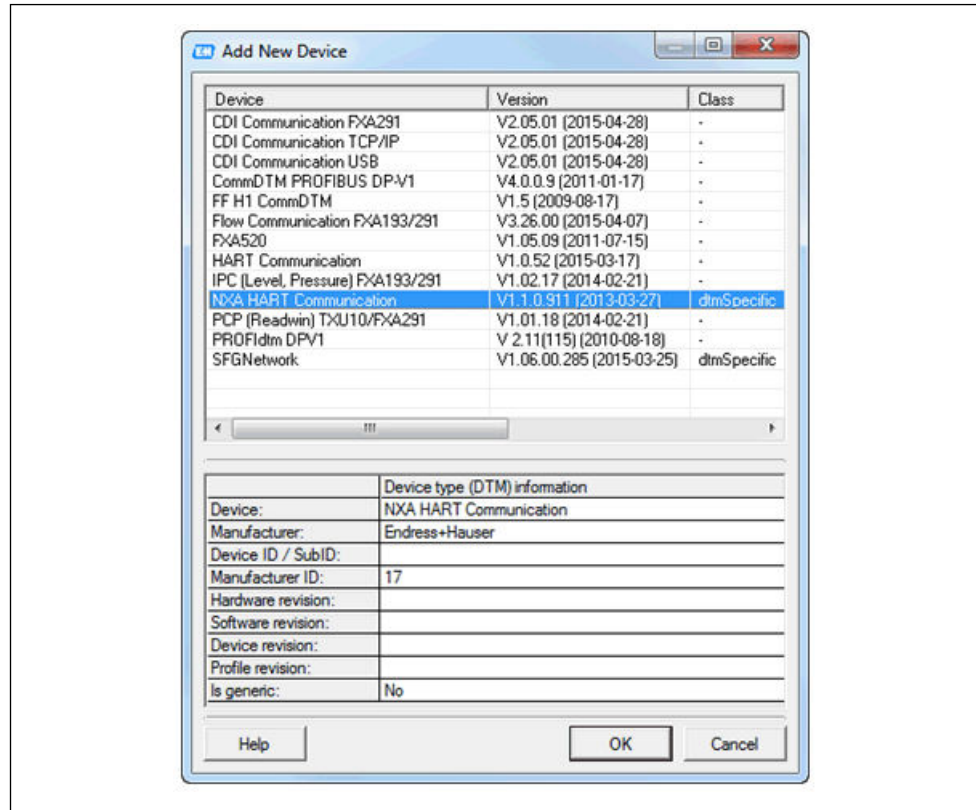 Add New Device
Device Version Class
CDI Communication FXA291 V2.05.01 (2015-04-28) -
CDI Communication TCP/IP V2.05.01 (2015-04-28) -
CDI Communication USB V2.05.01 (2015-04-28) -
CommDTM PROFIBUS DP-V1 V4.0.0.9 (2011-01-17) -
FF H1 CommDTM V1.5 (2009-08-17) -
Flow Communication FXA193/291 V3.26.00 (2015-04-07) -
FXA520 V1.05.09 (2011-07-15) -
HART Communication V1.0.52 (2015-03-17) -
IPC (Level, Pressure) FXA193/291 V1.02.17 (2014-02-21) -
NXA HART Communication V1.1.0.911 (2013-03-27) dtmSpecific
PCP (Readwin) TXU10/FXA291 V1.01.18 (2014-02-21) -
PROFIdtm DPV1 V 2.11(115) (2010-08-18) -
SFGNetwork V1.06.00.285 (2015-03-25) dtmSpecific
Device type (DTM) information
Device: NXA HART Communication
Manufacturer: Endress+Hauser
Device ID / SubID:
Manufacturer ID: 17
Hardware revision:
Software revision:
Device revision:
Profile revision:
Is generic: No
Help OK Cancel